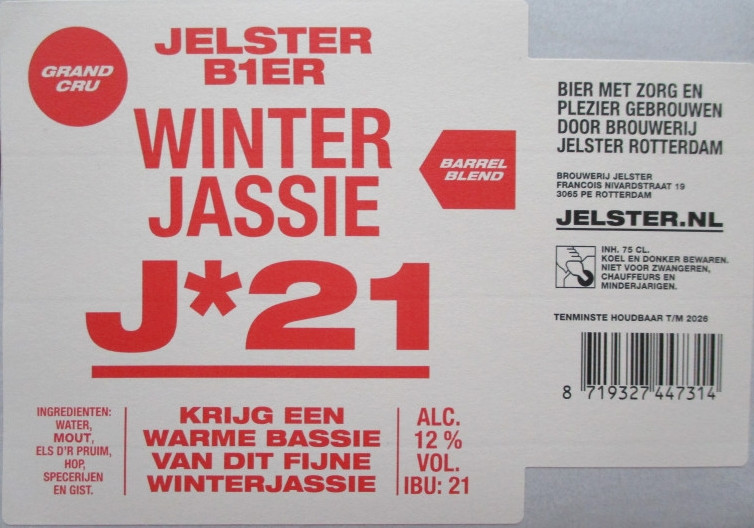 GRAND
CRU
JELSTER
B1ER
WINTER
JASSIE
BARREL
BLEND
J*21
INGREDIENTEN:
WATER,
MOUT,
ELS D'R PRUIM,
HOP,
SPECERIJEN
EN GIST.
KRIJG EEN
WARME BASSIE
VAN DIT FIJNE
WINTERJASSIE
ALC.
12 %
VOL.
IBU: 21
BIER MET ZORG EN
PLEZIER GEBROUWEN
DOOR BROUWERIJ
JELSTER ROTTERDAM
BROUWERIJ JELSTER
FRANCOIS NIVARDSTRAAT 19
3065 PE ROTTERDAM
JELSTER.NL
INH. 75 CL.
KOEL EN DONKER BEWAREN.
NIET VOOR ZWANGEREN,
CHAUFFEURS EN
MINDERJARIGEN.
TENMINSTE HOUDBAAR T/M 2026
8 719327 447314